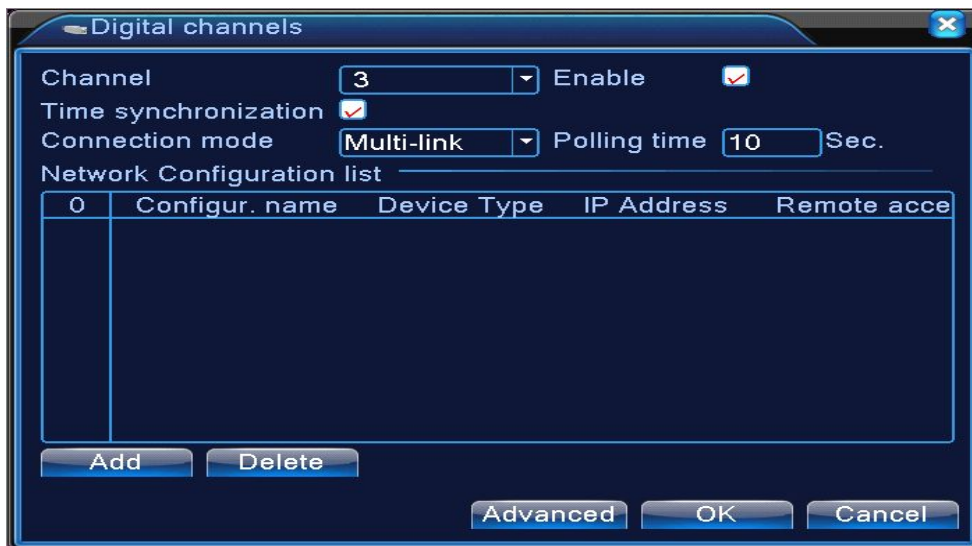 Digital channels
Channel 3 Enable
Time synchronization
Connection mode Multi-link Polling time 10 Sec.
Network Configuration list
0 Configur. name Device Type IP Address Remote acce
Add Delete
Advanced OK Cancel